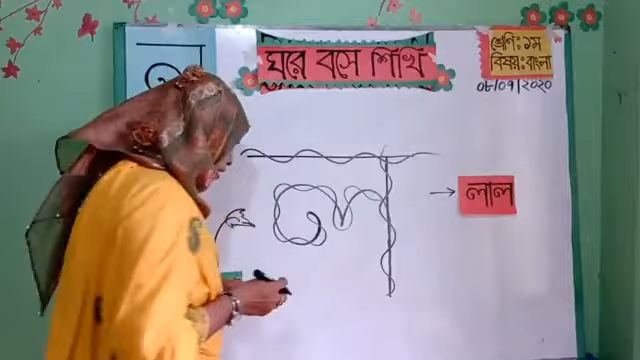 ঘরে বসে শিখি
শ্রেণি: ১ম
বিষয়: বাংলা
০৮/০৭/২০২০
ল
ল
লাল